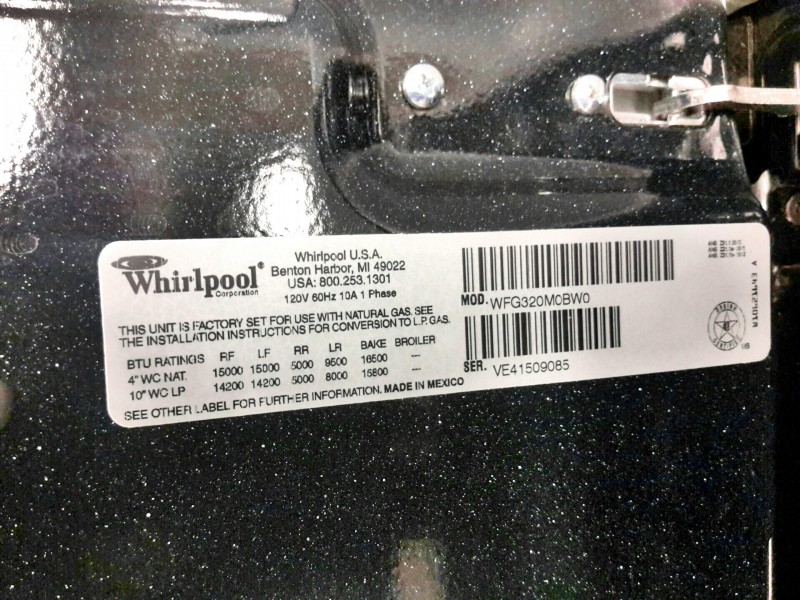 Whirlpool®
Corporation
Whirlpool U.S.A.
Benton Harbor, MI 49022
USA: 800.253.1301
120V 60Hz 10A 1 Phase
THIS UNIT IS FACTORY SET FOR USE WITH NATURAL GAS. SEE
THE INSTALLATION INSTRUCTIONS FOR CONVERSION TO L.P. GAS.
BTU RATINGS RF LF RR LR BAKE BROILER
4" WC NAT. 15000 15000 5000 9500 16500 ---
10" WC LP 14200 14200 5000 8000 15800 ---
SEE OTHER LABEL FOR FURTHER INFORMATION. MADE IN MEXICO
MOD. WFG320M0BW0
SER. VE41509085
W10621643 A